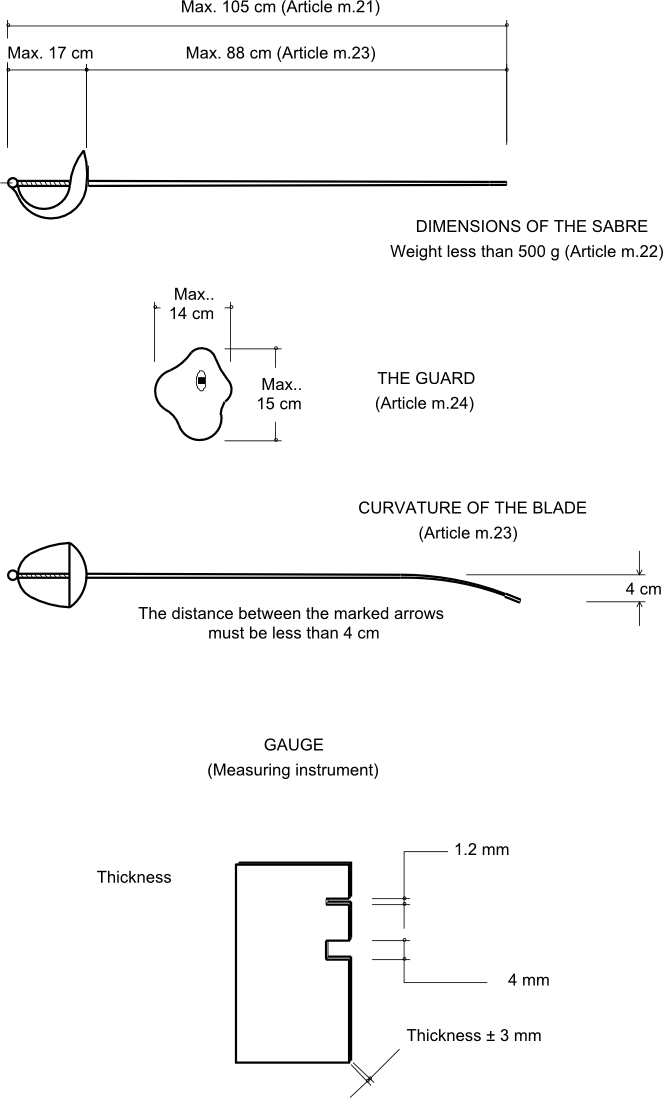 Max. 105 cm (Article m.21)
Max. 17 cm
Max. 88 cm (Article m.23)
DIMENSIONS OF THE SABRE
Weight less than 500 g (Article m.22)
Max..
14 cm
Max..
15 cm
THE GUARD
(Article m.24)
CURVATURE OF THE BLADE
(Article m.23)
4 cm
The distance between the marked arrows
must be less than 4 cm
GAUGE
(Measuring instrument)
1.2 mm
Thickness
4 mm
Thickness ± 3 mm